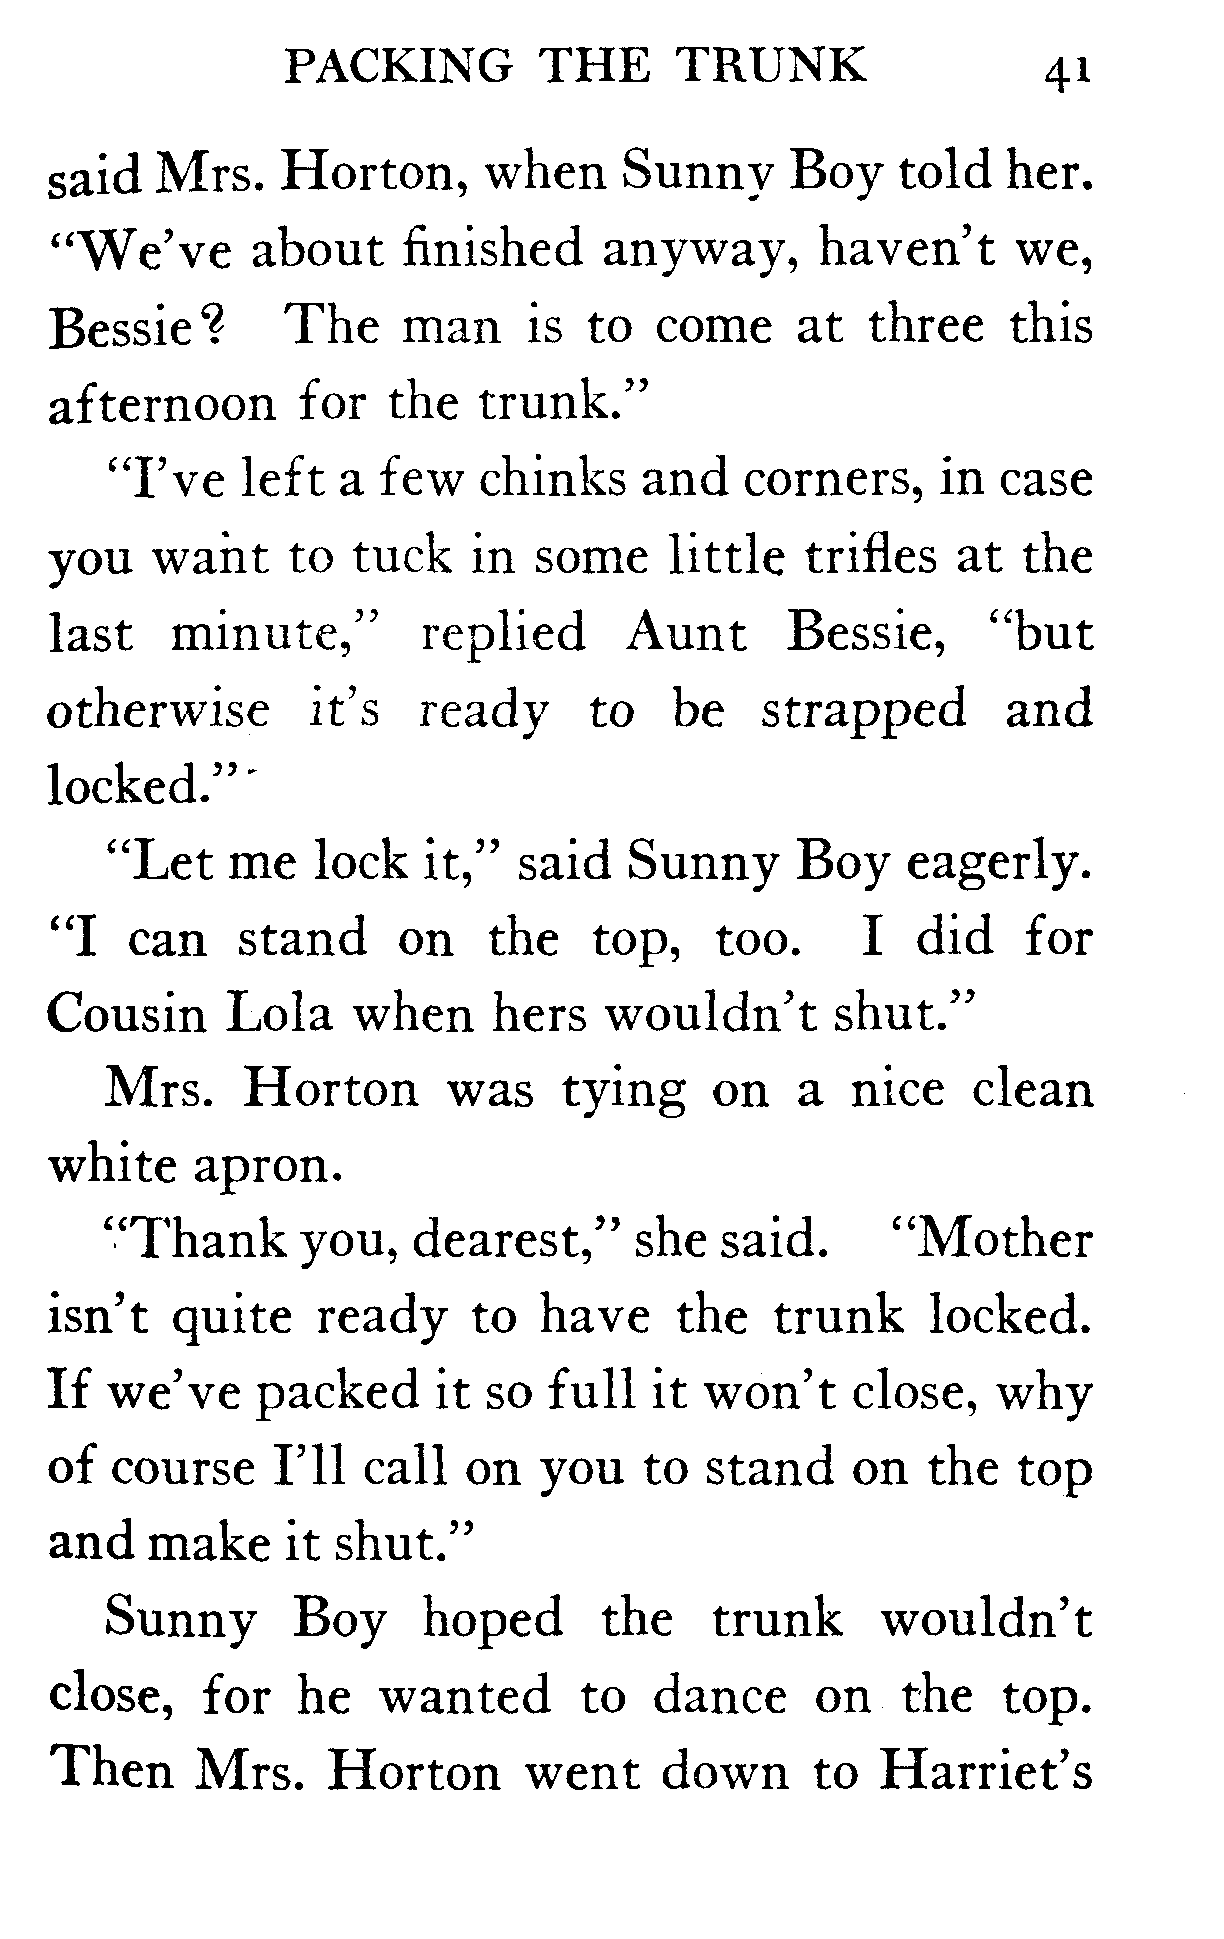 PACKING THE TRUNK 41
said Mrs. Horton, when Sunny Boy told her.
“We’ve about finished anyway, haven’t we,
Bessie? The man is to come at three this
afternoon for the trunk.”
“I’ve left a few chinks and corners, in case
you want to tuck in some little trifles at the
last minute,” replied Aunt Bessie, “but
otherwise it’s ready to be strapped and
locked.”
“Let me lock it,” said Sunny Boy eagerly.
“I can stand on the top, too. I did for
Cousin Lola when hers wouldn’t shut.”
Mrs. Horton was tying on a nice clean
white apron.
“Thank you, dearest,” she said. “Mother
isn’t quite ready to have the trunk locked.
If we’ve packed it so full it won’t close, why
of course I’ll call on you to stand on the top
and make it shut.”
Sunny Boy hoped the trunk wouldn’t
close, for he wanted to dance on the top.
Then Mrs. Horton went down to Harriet’s